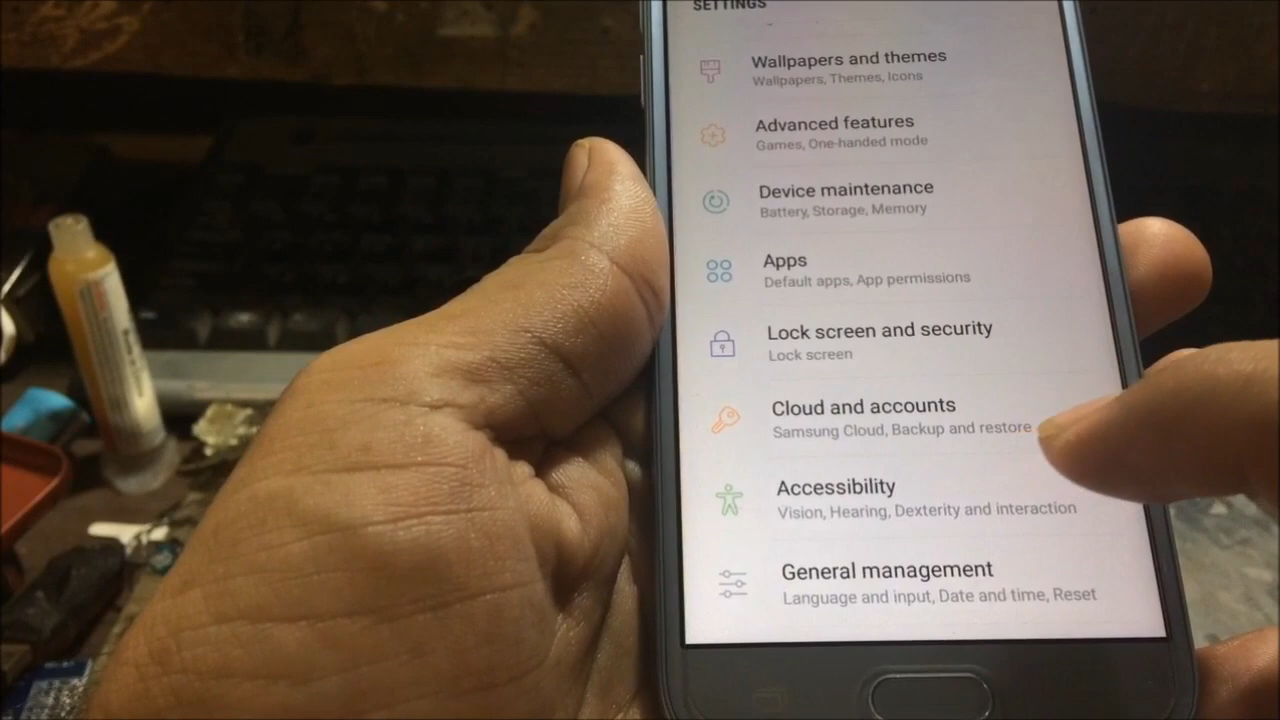 SETTINGS
Wallpapers and themes
Wallpapers, Themes, Icons
Advanced features
Games, One-handed mode
Device maintenance
Battery, Storage, Memory
Apps
Default apps, App permissions
Lock screen and security
Lock screen
Cloud and accounts
Samsung Cloud, Backup and restore
Accessibility
Vision, Hearing, Dexterity and interaction
General management
Language and input, Date and time, Reset